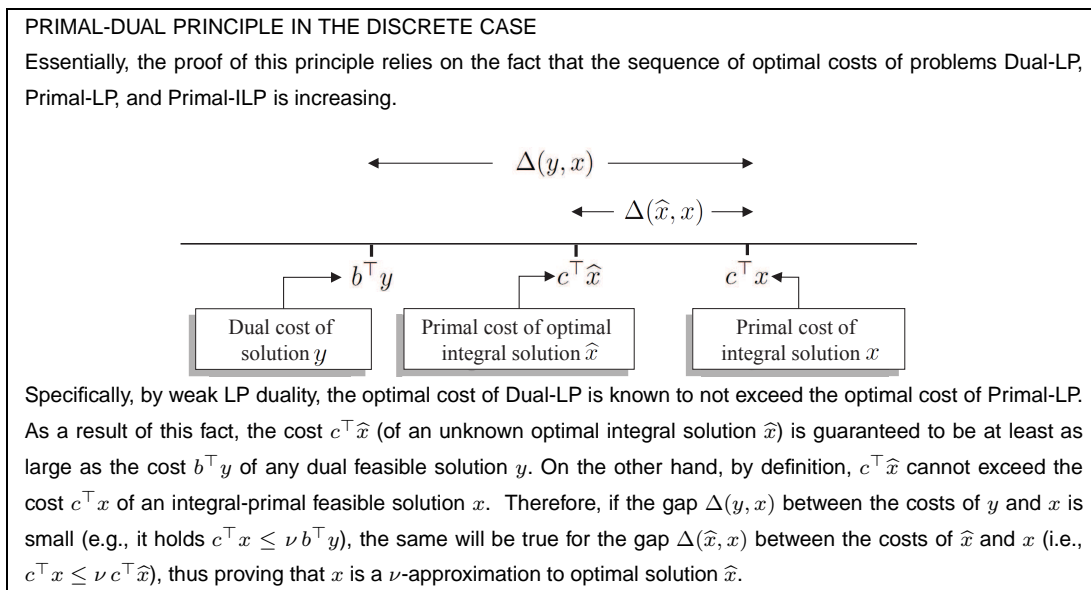 PRIMAL-DUAL PRINCIPLE IN THE DISCRETE CASE
Essentially, the proof of this principle relies on the fact that the sequence of optimal costs of problems Dual-LP,
Primal-LP, and Primal-ILP is increasing.
Δ(y, x)
Δ(x̂, x)
b⊤y
c⊤x̂
c⊤x
Dual cost of
solution y
Primal cost of optimal
integral solution x̂
Primal cost of
integral solution x
Specifically, by weak LP duality, the optimal cost of Dual-LP is known to not exceed the optimal cost of Primal-LP.
As a result of this fact, the cost c⊤x̂ (of an unknown optimal integral solution x̂) is guaranteed to be at least as
large as the cost b⊤y of any dual feasible solution y. On the other hand, by definition, c⊤x̂ cannot exceed the
cost c⊤x of an integral-primal feasible solution x. Therefore, if the gap Δ(y, x) between the costs of y and x is
small (e.g., it holds c⊤x ≤ ν b⊤y), the same will be true for the gap Δ(x̂, x) between the costs of x̂ and x (i.e.,
c⊤x ≤ ν c⊤x̂), thus proving that x is a ν-approximation to optimal solution x̂.